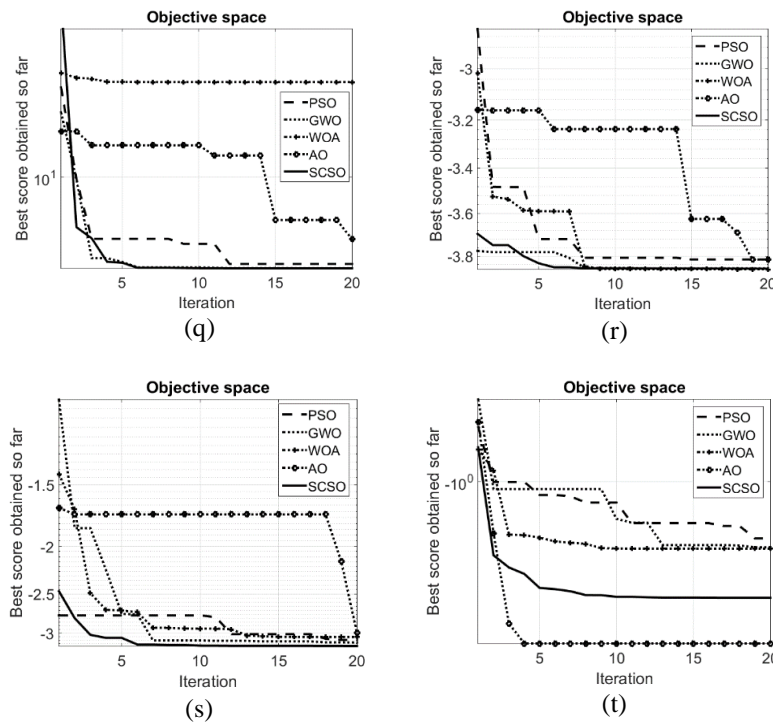 Objective space
Best score obtained so far
10^1
PSO
GWO
WOA
AO
SCSO
5
10
15
20
Iteration
(q)
Objective space
Best score obtained so far
-3
-3.2
-3.4
-3.6
-3.8
PSO
GWO
WOA
AO
SCSO
5
10
15
20
Iteration
(r)
Objective space
Best score obtained so far
-1.5
-2
-2.5
-3
PSO
GWO
WOA
AO
SCSO
5
10
15
20
Iteration
(s)
Objective space
Best score obtained so far
-10^0
PSO
GWO
WOA
AO
SCSO
5
10
15
20
Iteration
(t)